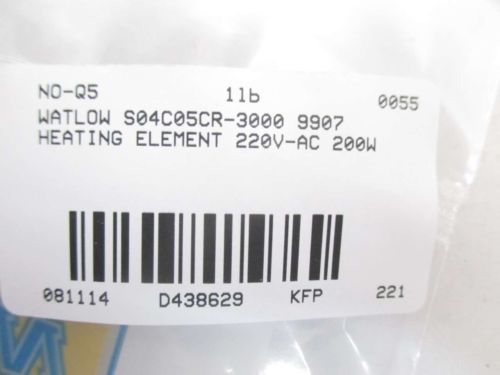 NO-Q5 11b 0055
WATLOW S04C05CR-3000 9907
HEATING ELEMENT 220V-AC 200W
081114 D438629 KFP 221